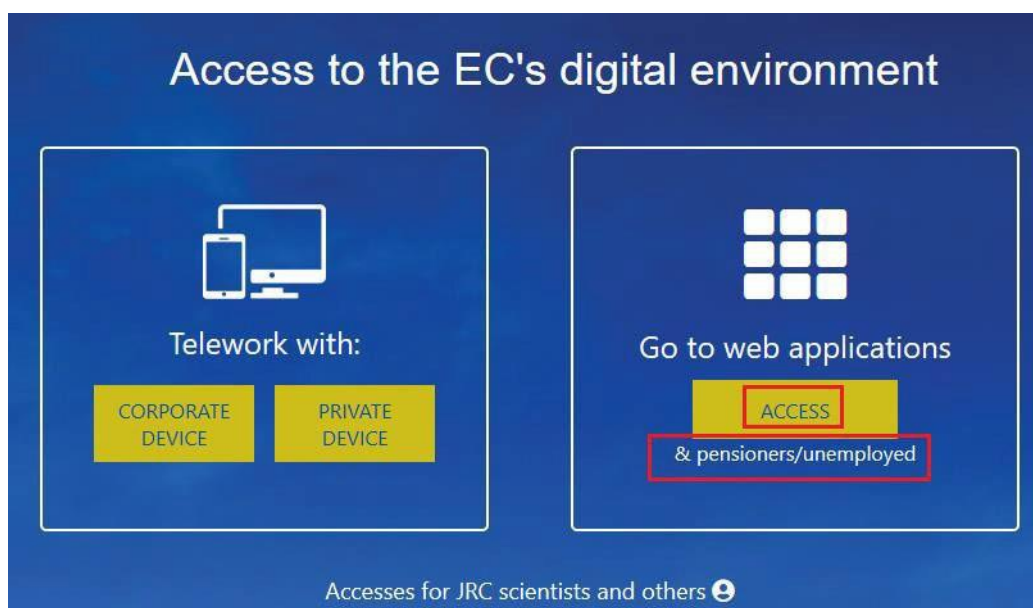 Access to the EC's digital environment
Telework with:
CORPORATE
DEVICE
PRIVATE
DEVICE
Go to web applications
ACCESS
& pensioners/unemployed
Accesses for JRC scientists and others